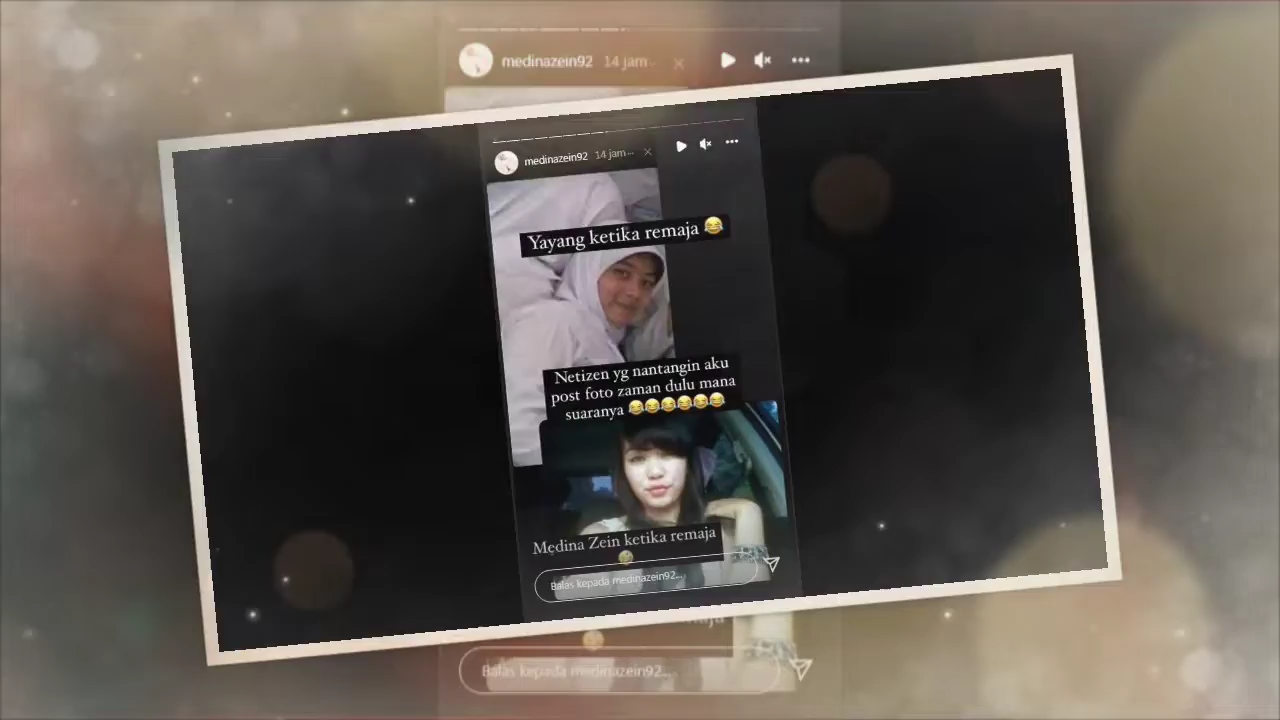 medinazein92 14 jam
medinazein92 14 jam...
Yayang ketika remaja 😂
Netizen yg nantangin aku
post foto zaman dulu mana
suaranya 😂😂😂😂😂😂
Medina Zein ketika remaja
Balas kepada medinazein92...
Balas kepada medinazein92...